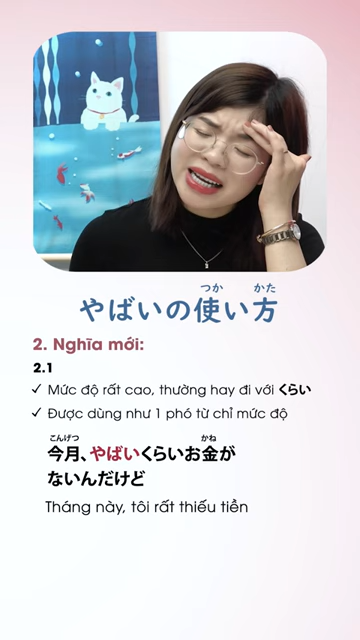 つか かた
やばいの使い方
2. Nghĩa mới:
2.1
✓ Mức độ rất cao, thường hay đi với くらい
✓ Được dùng như 1 phó từ chỉ mức độ
こんげつ かね
今月、やばいくらいお金が
ないんだけど
Tháng này, tôi rất thiếu tiền